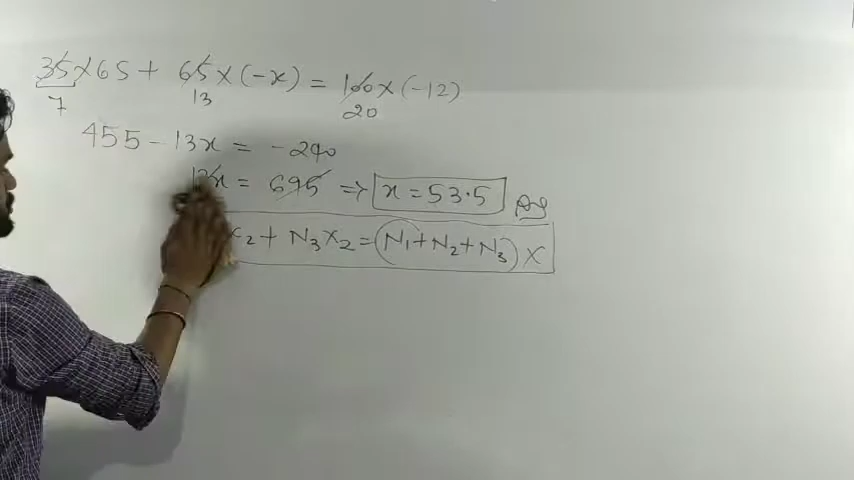 35×65 + 65×(-x) = 100×(-12)
7 13 20
455 - 13x = -240
13x = 695 ⇒ x = 53.5
x₂ + N₃x₂ = (N₁+N₂+N₃) x